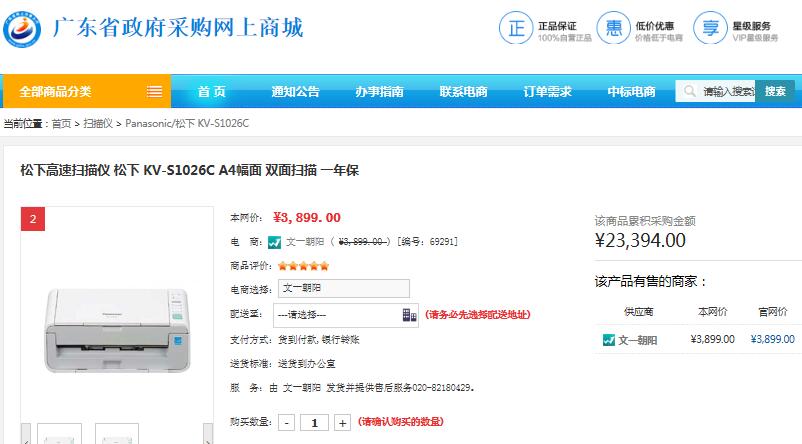 广东省政府采购网上商城
正 正品保证 100%自营正品
惠 低价优惠 价格低于电商
享 星级服务 VIP星级服务
全部商品分类 首 页 通知公告 办事指南 联系电商 订单需求 中标电商 请输入搜索 搜索
当前位置：首页 > 扫描仪 > Panasonic/松下 KV-S1026C
松下高速扫描仪 松下 KV-S1026C A4幅面 双面扫描 一年保
2
本网价： ¥3,899.00
电 商： 文一朝阳（ ¥3,899.00 ）[编号：69291]
商品评价：
电商选择： 文一朝阳
配送至： ---请选择--- (请务必先选择配送地址)
支付方式：货到付款,银行转账
送货标准：送货到办公室
服 务：由 文一朝阳 发货并提供售后服务020-82180429。
购买数量： - 1 + (请确认购买的数量)
该商品累积采购金额
¥23,394.00
该产品有售的商家：
供应商 本网价 官网价
文一朝阳 ¥3,899.00 ¥3,899.00